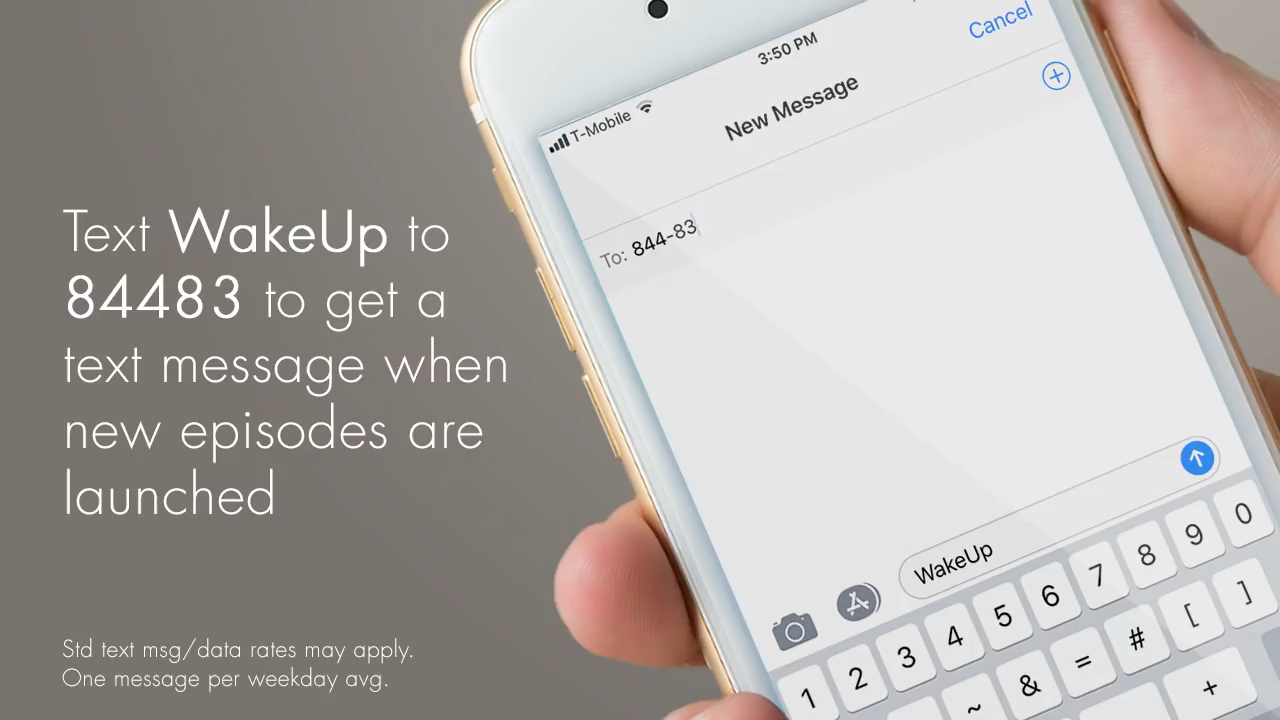 Text WakeUp to
84483 to get a
text message when
new episodes are
launched
Std text msg/data rates may apply.
One message per weekday avg.
T-Mobile
3:50 PM
Cancel
New Message
To: 844-83
WakeUp
1 2 3 4 5 6 7 8 9 0
~ & = # [ ]
+